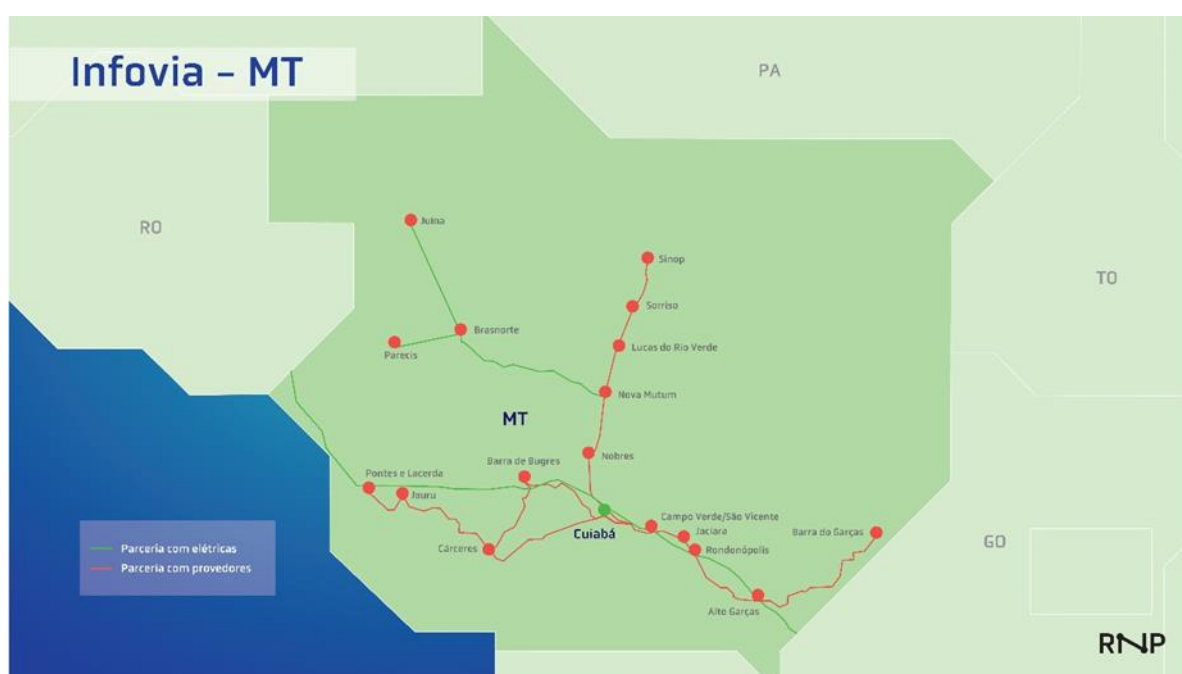 Infovia – MT
PA
RO
TO
Juína
Sinop
Sorriso
Brasnorte
Parecis
Lucas do Rio Verde
Nova Mutum
MT
Nobres
Barra de Bugres
Pontes e Lacerda
Jauru
Campo Verde/São Vicente
Cuiabá
Jaciara
Barra do Garças
GO
Cárceres
Rondonópolis
Parceria com elétricas
Parceria com provedores
Alto Garças
RNP